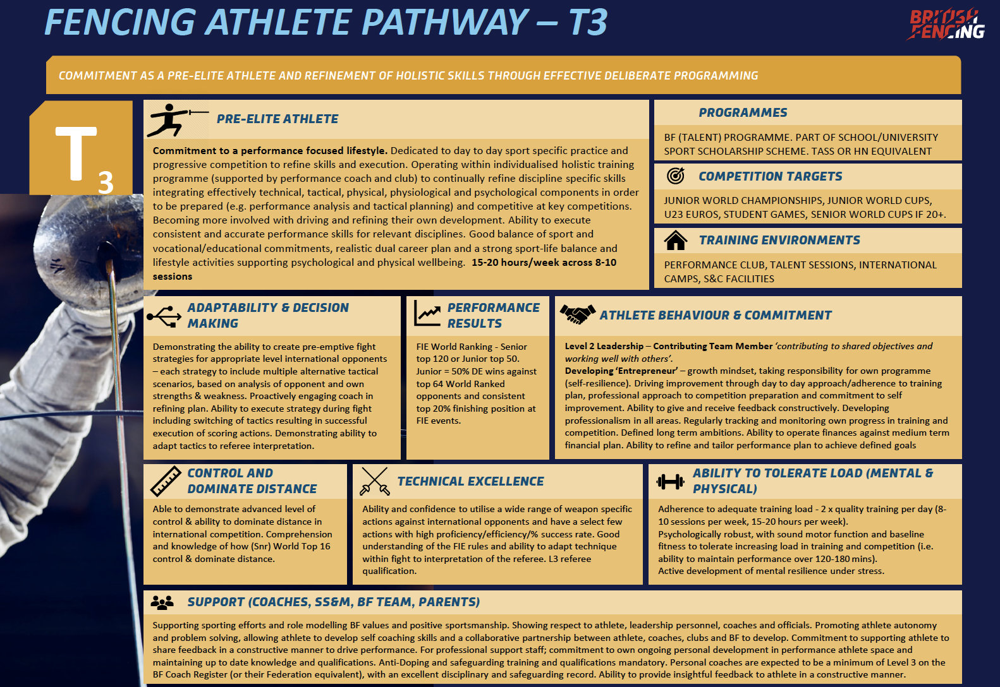 FENCING ATHLETE PATHWAY – T3
BRITISH
FENCING
COMMITMENT AS A PRE-ELITE ATHLETE AND REFINEMENT OF HOLISTIC SKILLS THROUGH EFFECTIVE DELIBERATE PROGRAMMING
T3
PRE-ELITE ATHLETE
Commitment to a performance focused lifestyle. Dedicated to day to day sport specific practice and
progressive competition to refine skills and execution. Operating within individualised holistic training
programme (supported by performance coach and club) to continually refine discipline specific skills
integrating effectively technical, tactical, physical, physiological and psychological components in order
to be prepared (e.g. performance analysis and tactical planning) and competitive at key competitions.
Becoming more involved with driving and refining their own development. Ability to execute
consistent and accurate performance skills for relevant disciplines. Good balance of sport and
vocational/educational commitments, realistic dual career plan and a strong sport-life balance and
lifestyle activities supporting psychological and physical wellbeing. 15-20 hours/week across 8-10
sessions
PROGRAMMES
BF (TALENT) PROGRAMME. PART OF SCHOOL/UNIVERSITY
SPORT SCHOLARSHIP SCHEME. TASS OR HN EQUIVALENT
COMPETITION TARGETS
JUNIOR WORLD CHAMPIONSHIPS, JUNIOR WORLD CUPS,
U23 EUROS, STUDENT GAMES, SENIOR WORLD CUPS IF 20+.
TRAINING ENVIRONMENTS
PERFORMANCE CLUB, TALENT SESSIONS, INTERNATIONAL
CAMPS, S&C FACILITIES
ADAPTABILITY & DECISION
MAKING
Demonstrating the ability to create pre-emptive fight
strategies for appropriate level international opponents
– each strategy to include multiple alternative tactical
scenarios, based on analysis of opponent and own
strengths & weakness. Proactively engaging coach in
refining plan. Ability to execute strategy during fight
including switching of tactics resulting in successful
execution of scoring actions. Demonstrating ability to
adapt tactics to referee interpretation.
PERFORMANCE
RESULTS
FIE World Ranking - Senior
top 120 or Junior top 50.
Junior = 50% DE wins against
top 64 World Ranked
opponents and consistent
top 20% finishing position at
FIE events.
ATHLETE BEHAVIOUR & COMMITMENT
Level 2 Leadership – Contributing Team Member ‘contributing to shared objectives and
working well with others’.
Developing ‘Entrepreneur’ – growth mindset, taking responsibility for own programme
(self-resilience). Driving improvement through day to day approach/adherence to training
plan, professional approach to competition preparation and commitment to self
improvement. Ability to give and receive feedback constructively. Developing
professionalism in all areas. Regularly tracking and monitoring own progress in training and
competition. Defined long term ambitions. Ability to operate finances against medium term
financial plan. Ability to refine and tailor performance plan to achieve defined goals
CONTROL AND
DOMINATE DISTANCE
Able to demonstrate advanced level of
control & ability to dominate distance in
international competition. Comprehension
and knowledge of how (Snr) World Top 16
control & dominate distance.
TECHNICAL EXCELLENCE
Ability and confidence to utilise a wide range of weapon specific
actions against international opponents and have a select few
actions with high proficiency/efficiency/% success rate. Good
understanding of the FIE rules and ability to adapt technique
within fight to interpretation of the referee. L3 referee
qualification.
ABILITY TO TOLERATE LOAD (MENTAL &
PHYSICAL)
Adherence to adequate training load - 2 x quality training per day (8-
10 sessions per week, 15-20 hours per week).
Psychologically robust, with sound motor function and baseline
fitness to tolerate increasing load in training and competition (i.e.
ability to maintain performance over 120-180 mins).
Active development of mental resilience under stress.
SUPPORT (COACHES, SS&M, BF TEAM, PARENTS)
Supporting sporting efforts and role modelling BF values and positive sportsmanship. Showing respect to athlete, leadership personnel, coaches and officials. Promoting athlete autonomy
and problem solving, allowing athlete to develop self coaching skills and a collaborative partnership between athlete, coaches, clubs and BF to develop. Commitment to supporting athlete to
share feedback in a constructive manner to drive performance. For professional support staff; commitment to own ongoing personal development in performance athlete space and
maintaining up to date knowledge and qualifications. Anti-Doping and safeguarding training and qualifications mandatory. Personal coaches are expected to be a minimum of Level 3 on the
BF Coach Register (or their Federation equivalent), with an excellent disciplinary and safeguarding record. Ability to provide insightful feedback to athlete in a constructive manner.